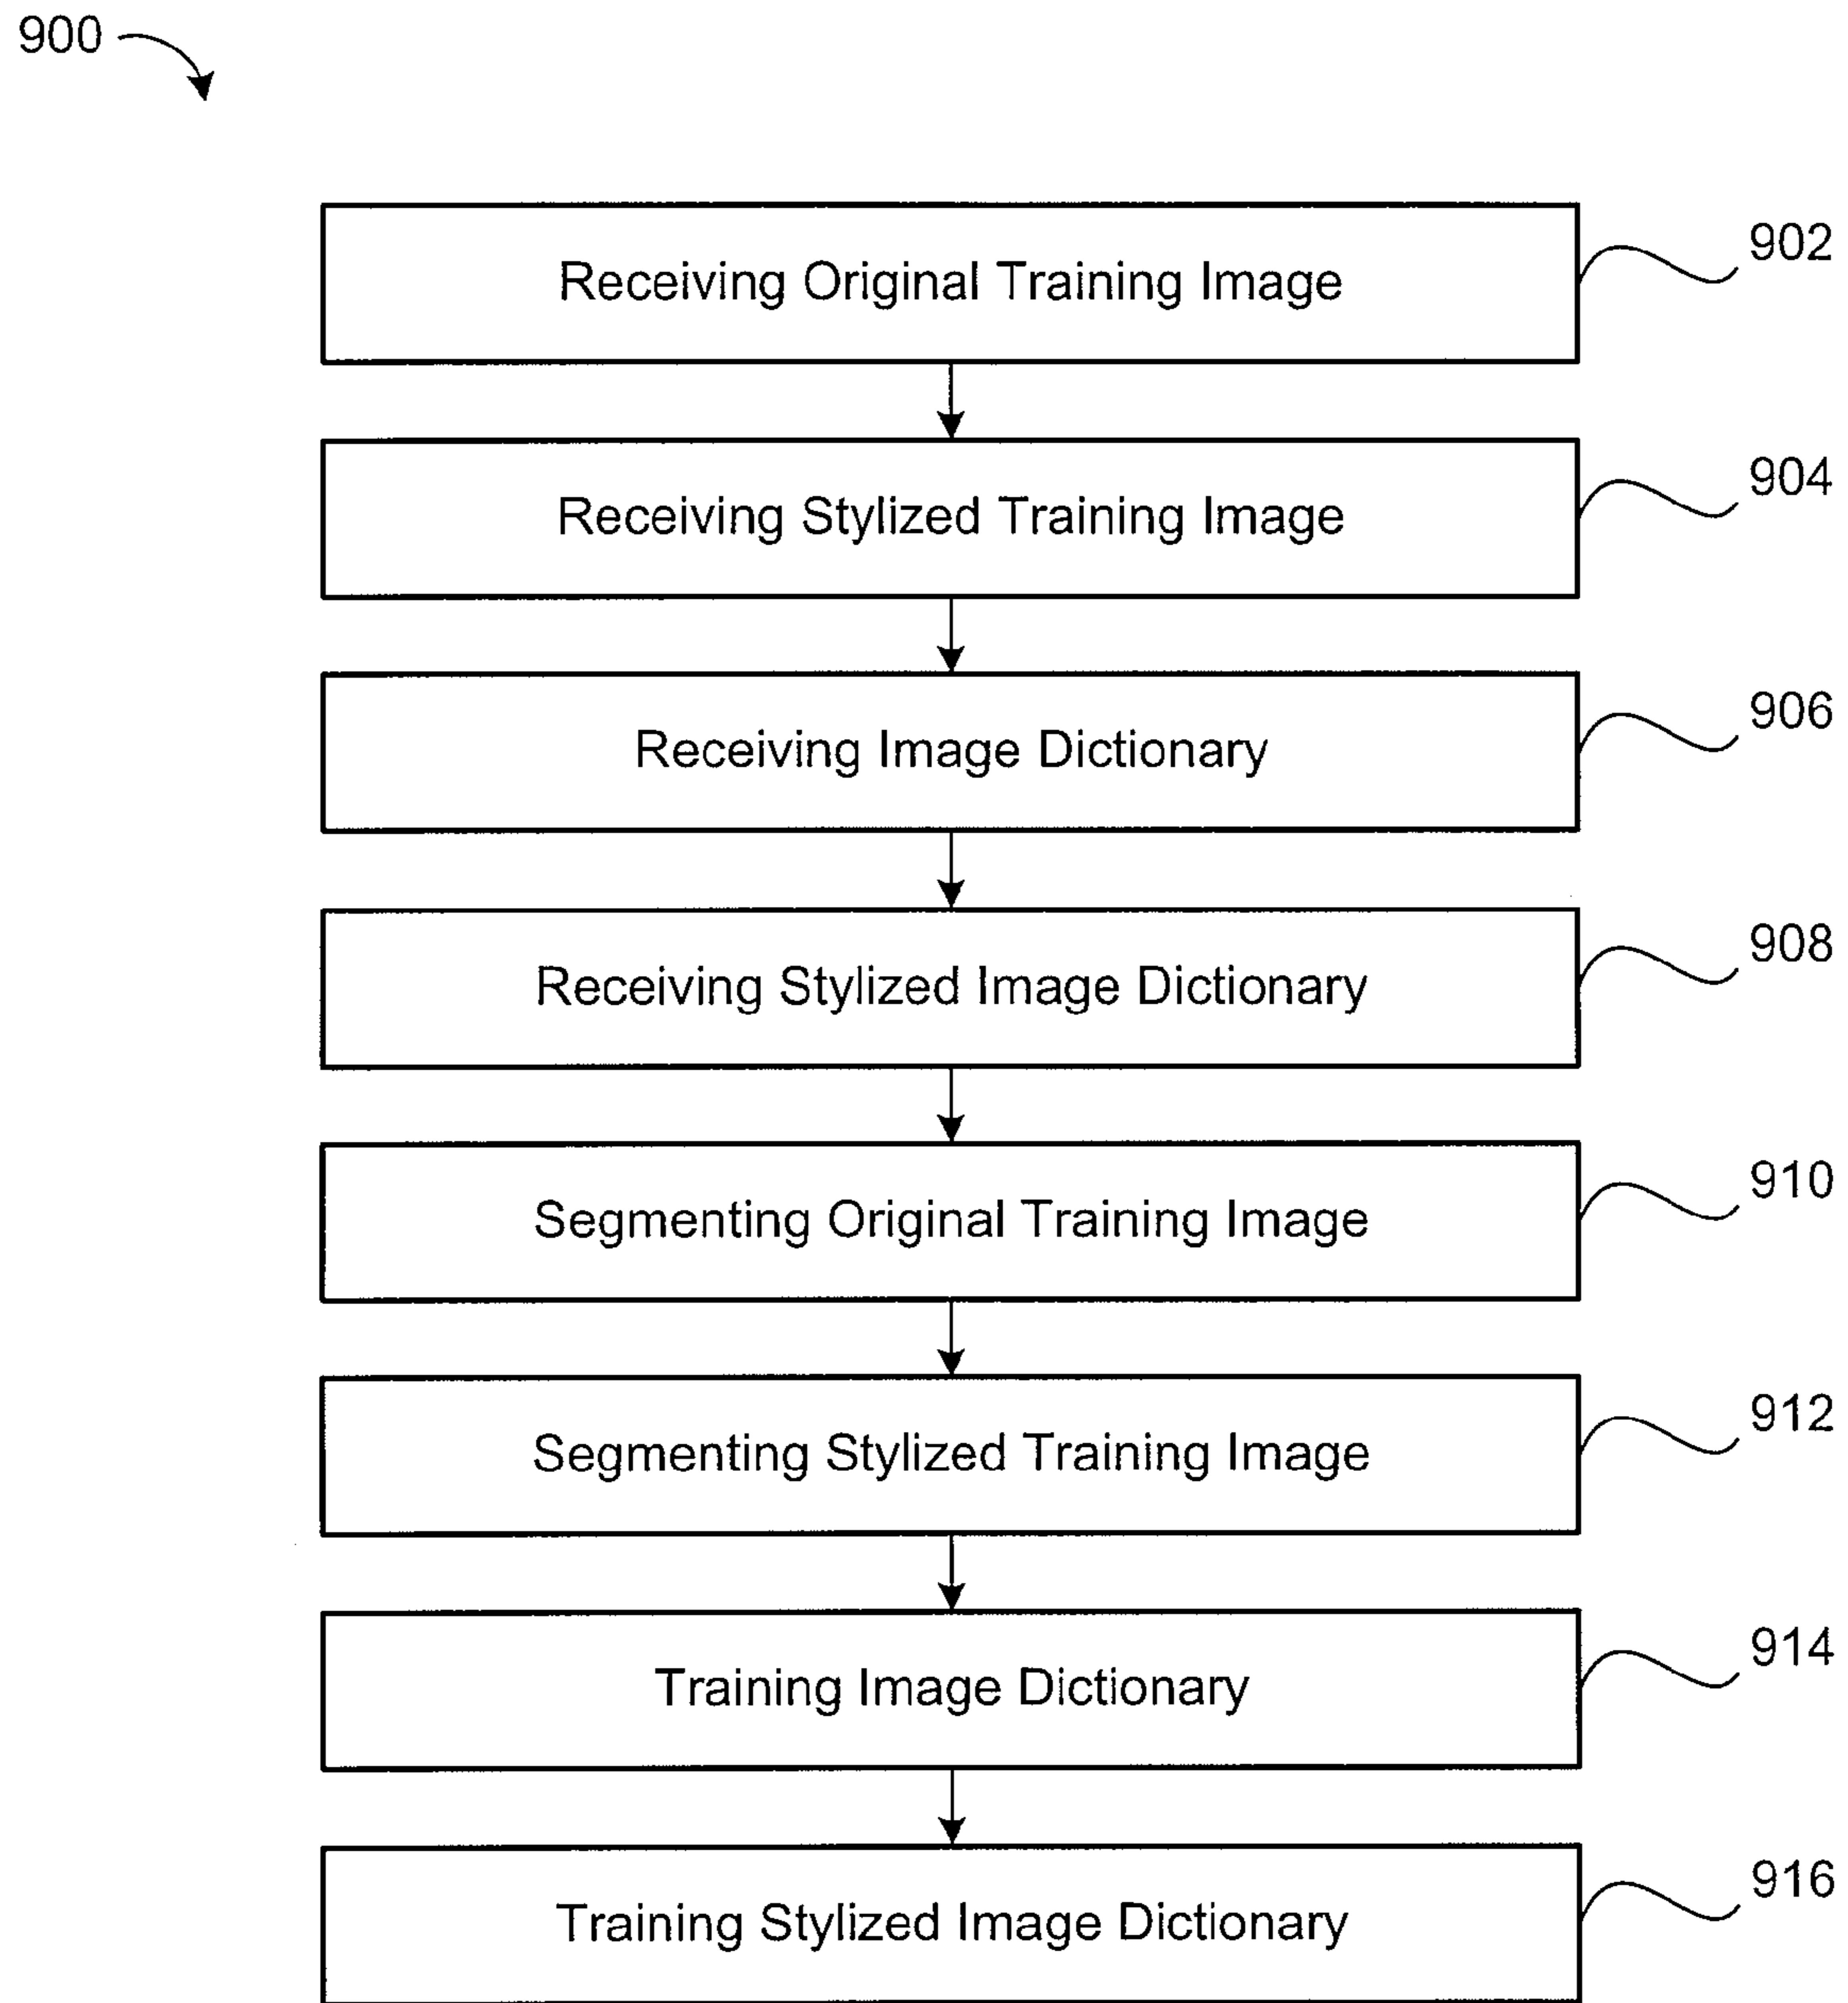 900
Receiving Original Training Image
902
Receiving Stylized Training Image
904
Receiving Image Dictionary
906
Receiving Stylized Image Dictionary
908
Segmenting Original Training Image
910
Segmenting Stylized Training Image
912
Training Image Dictionary
914
Training Stylized Image Dictionary
916